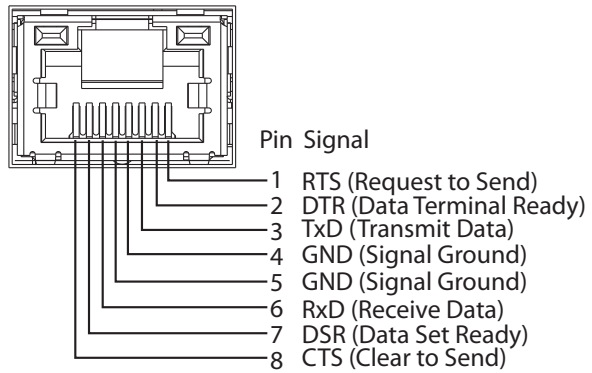 Pin Signal
1 RTS (Request to Send)
2 DTR (Data Terminal Ready)
3 TxD (Transmit Data)
4 GND (Signal Ground)
5 GND (Signal Ground)
6 RxD (Receive Data)
7 DSR (Data Set Ready)
8 CTS (Clear to Send)